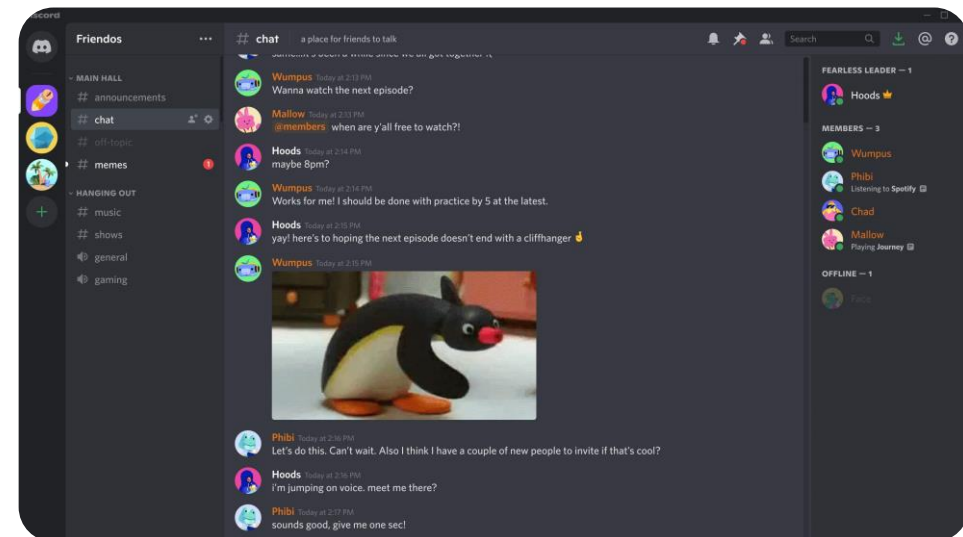 Discord
Friendos
# chat
a place for friends to talk
Search
MAIN HALL
# announcements
# chat
# off-topic
# memes
1
HANGING OUT
# music
# shows
general
gaming
Wumpus Today at 2:13 PM
Wanna watch the next episode?
Mallow Today at 2:13 PM
@members when are y'all free to watch?!
Hoods Today at 2:14 PM
maybe 8pm?
Wumpus Today at 2:14 PM
Works for me! I should be done with practice by 5 at the latest.
Hoods Today at 2:15 PM
yay! here's to hoping the next episode doesn't end with a cliffhanger
Wumpus Today at 2:15 PM
Phibi Today at 2:16 PM
Let's do this. Can't wait. Also I think I have a couple of new people to invite if that's cool?
Hoods Today at 2:16 PM
i'm jumping on voice. meet me there?
Phibi Today at 2:17 PM
sounds good, give me one sec!
FEARLESS LEADER — 1
Hoods
MEMBERS — 3
Wumpus
Phibi
Listening to Spotify
Chad
Mallow
Playing Journey
OFFLINE — 1